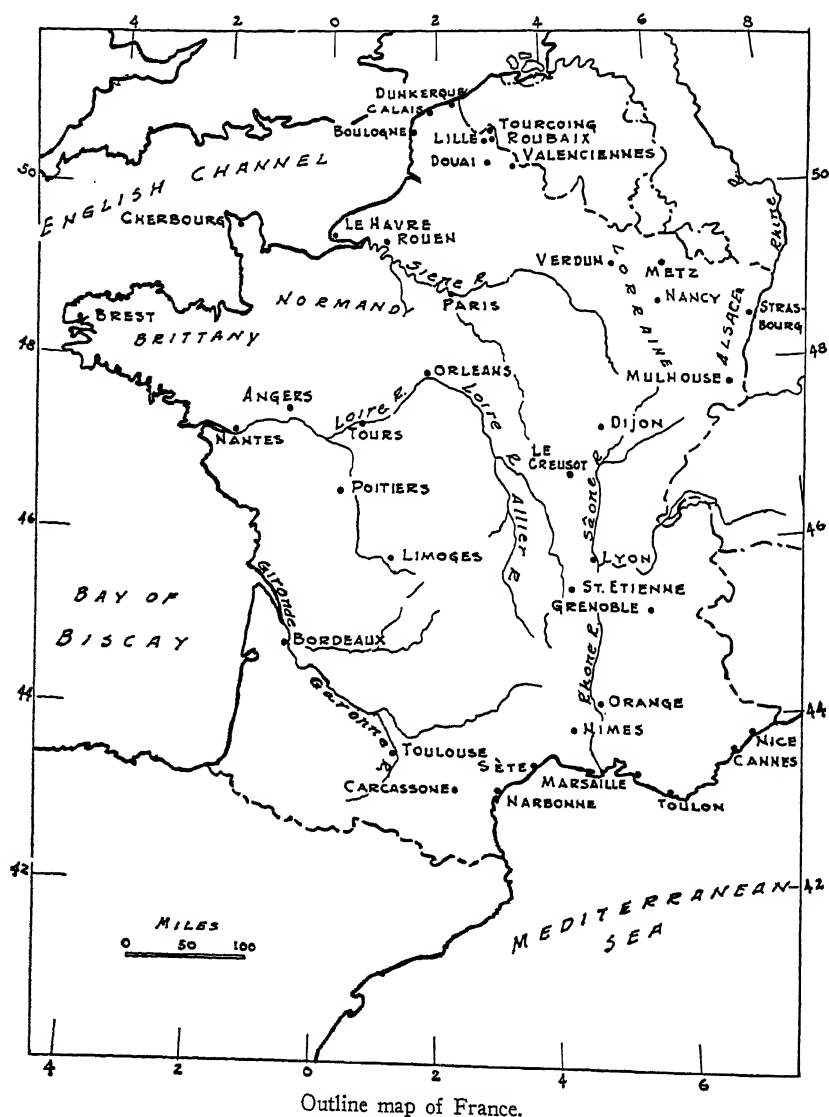 4 2 0 2 4 6 8
DUNKERQUE
CALAIS
BOULOGNE
TOURCOING
LILLE ROUBAIX
DOUAI VALENCIENNES
50 50
ENGLISH CHANNEL
CHERBOURG
LE HAVRE
ROUEN
Siene R.
PARIS
NORMANDY
VERDUN
LORRAINE
METZ
NANCY
ALSACE
Rhine
STRAS-
BOURG
BREST
BRITTANY
48 48
ORLEANS
MULHOUSE
ANGERS
Loire R.
Loire R
TOURS
NANTES
DIJON
LE
CREUSOT
POITIERS
Allier R
Sâone R
46 46
LIMOGES
LYON
ST. ETIENNE
GRENOBLE
BAY OF
BISCAY
Gironde
BORDEAUX
Rhone R.
44 44
Garonne R
ORANGE
NIMES
TOULOUSE
NICE
CANNES
SÈTE
MARSAILLE
CARCASSONE
NARBONNE
TOULON
42 42
MEDITERRANEAN
SEA
MILES
0 50 100
4 2 0 2 4 6
Outline map of France.